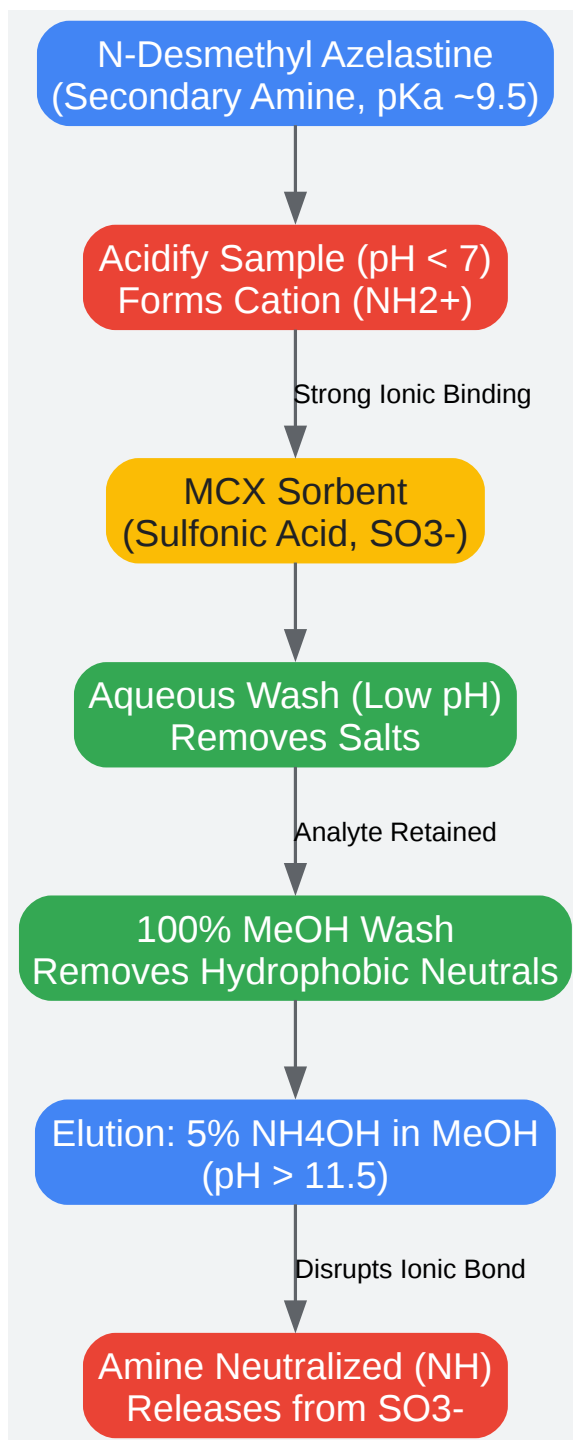 N-Desmethyl Azelastine
(Secondary Amine, pKa ~9.5)
Acidify Sample (pH < 7)
Forms Cation (NH2+)
Strong Ionic Binding
MCX Sorbent
(Sulfonic Acid, SO3-)
Aqueous Wash (Low pH)
Removes Salts
Analyte Retained
100% MeOH Wash
Removes Hydrophobic Neutrals
Elution: 5% NH4OH in MeOH
(pH > 11.5)
Disrupts Ionic Bond
Amine Neutralized (NH)
Releases from SO3-